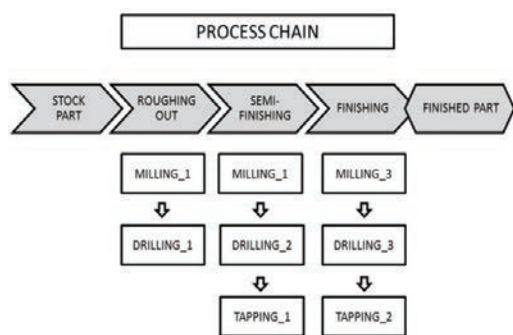 PROCESS CHAIN
STOCK
PART
ROUGHING
OUT
SEMI-
FINISHING
FINISHING
FINISHED PART
MILLING_1
MILLING_1
MILLING_3
DRILLING_1
DRILLING_2
DRILLING_3
TAPPING_1
TAPPING_2